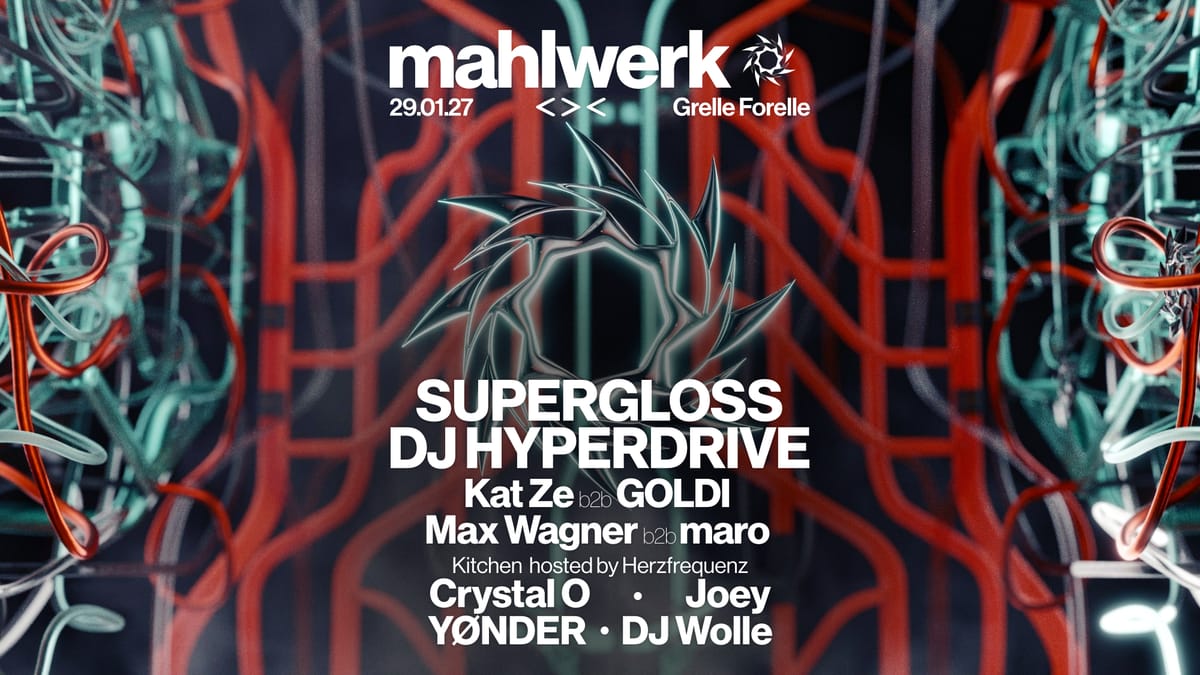 mahlwerk
29.01.27 <><  Grelle Forelle
SUPERGLOSS
DJ HYPERDRIVE
Kat Ze b2b GOLDI
Max Wagner b2b maro
Kitchen hosted by Herzfrequenz
Crystal O • Joey
YØNDER • DJ Wolle